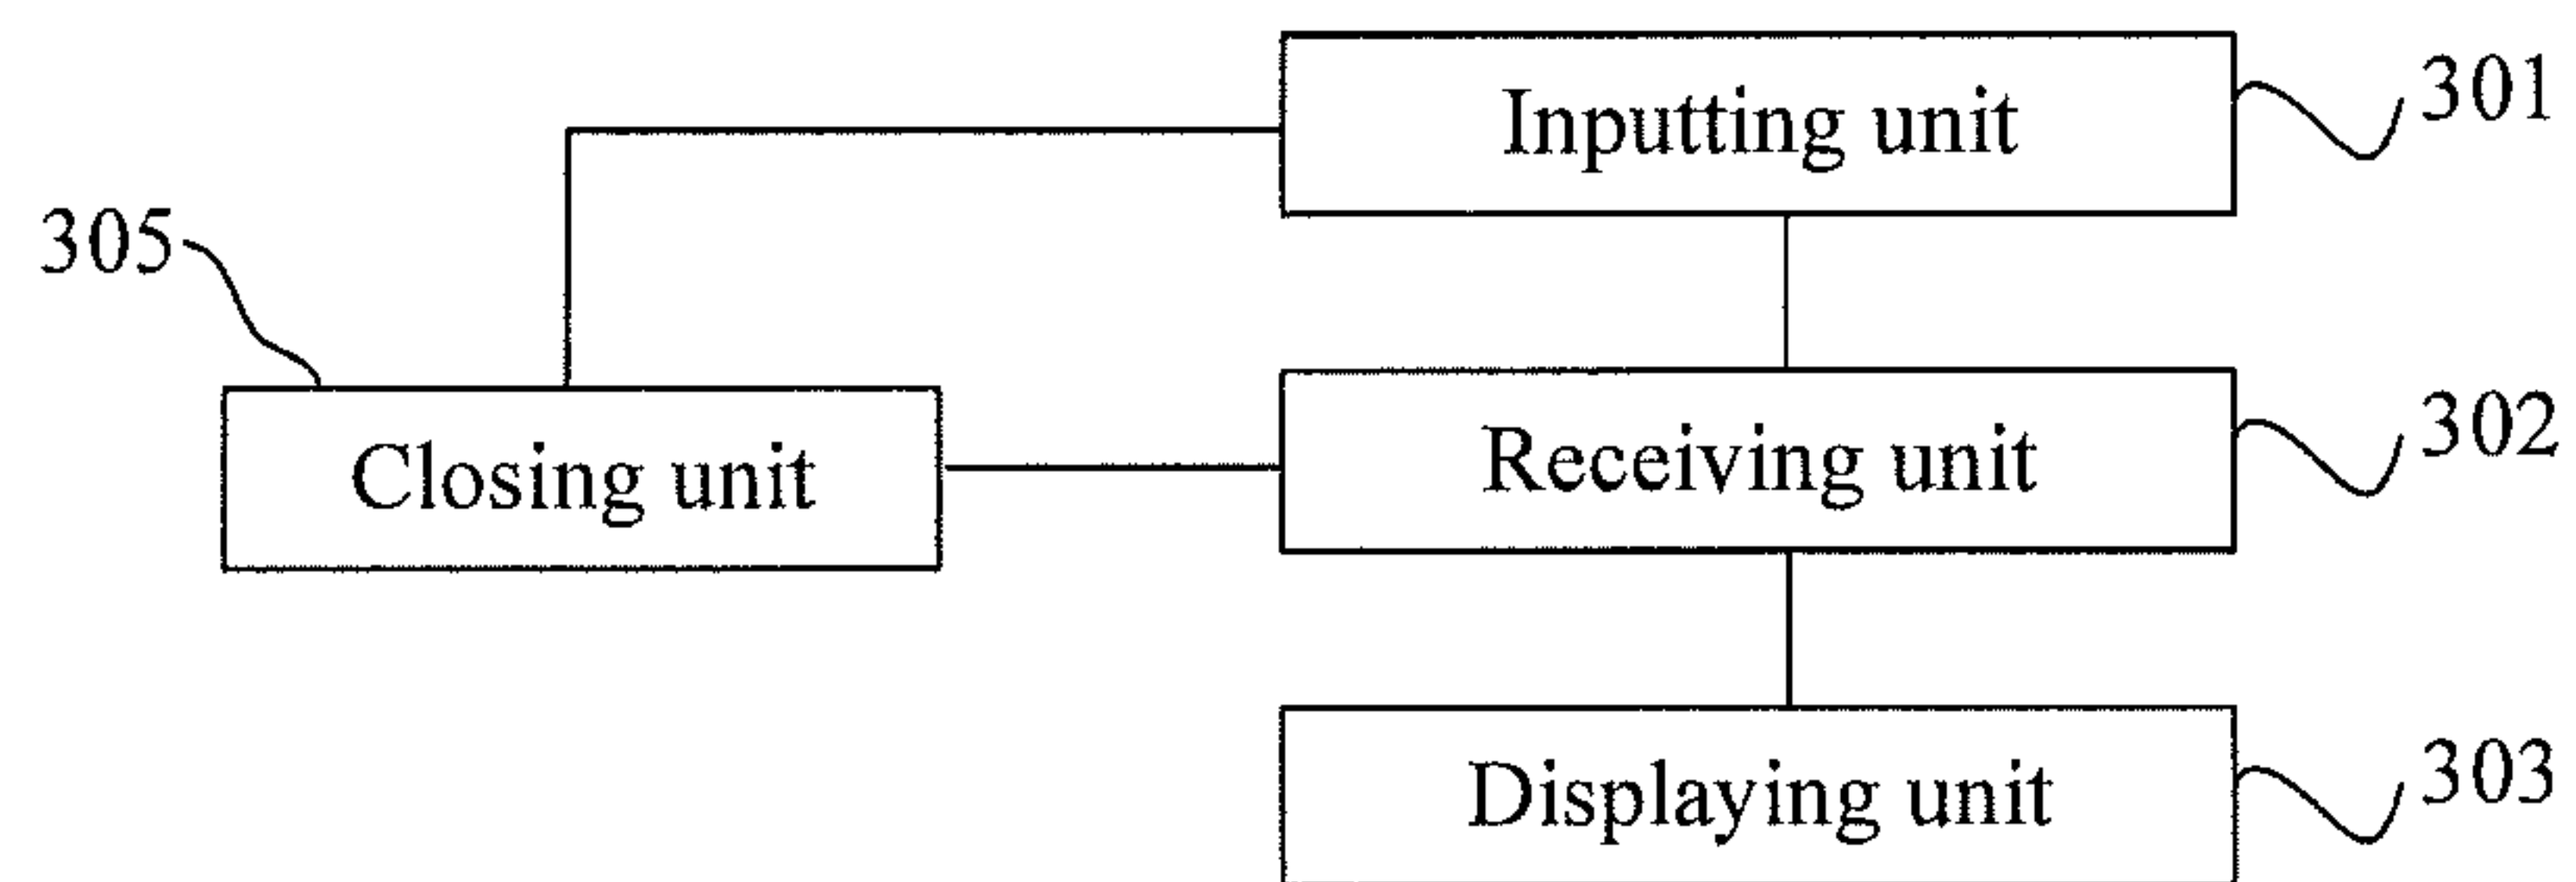 Inputting unit
301
305
Closing unit
Receiving unit
302
Displaying unit
303